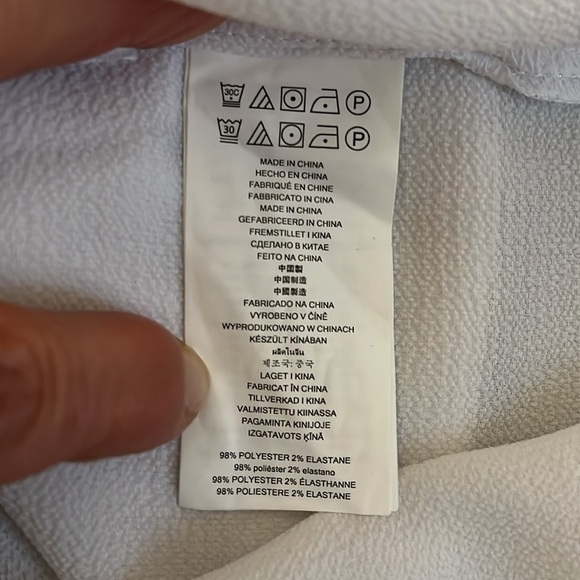 30C P
30 P
MADE IN CHINA
HECHO EN CHINA
FABRIQUÉ EN CHINE
FABBRICATO IN CINA
MADE IN CHINA
GEFABRICEERD IN CHINA
FREMSTILLET I KINA
СДЕЛАНО В КИТАЕ
FEITO NA CHINA
中国製
中国制造
中國製造
FABRICADO NA CHINA
VYROBENO V ČÍNĚ
WYPRODUKOWANO W CHINACH
KÉSZÜLT KÍNÁBAN
ผลิตในจีน
제조국: 중국
LAGET I KINA
FABRICAT ÎN CHINA
TILLVERKAD I KINA
VALMISTETTU KIINASSA
PAGAMINTA KINIJOJE
IZGATAVOTS ĶĪNĀ
98% POLYESTER 2% ELASTANE
98% poliéster 2% elastano
98% POLYESTER 2% ÉLASTHANNE
98% POLIESTERE 2% ELASTANE